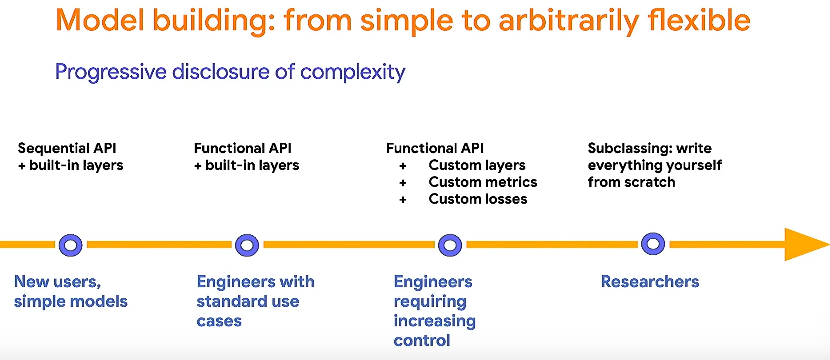 Model building: from simple to arbitrarily flexible
Progressive disclosure of complexity
Sequential API
+ built-in layers
Functional API
+ built-in layers
Functional API
+ Custom layers
+ Custom metrics
+ Custom losses
Subclassing: write
everything yourself
from scratch
New users,
simple models
Engineers with
standard use
cases
Engineers
requiring
increasing
control
Researchers